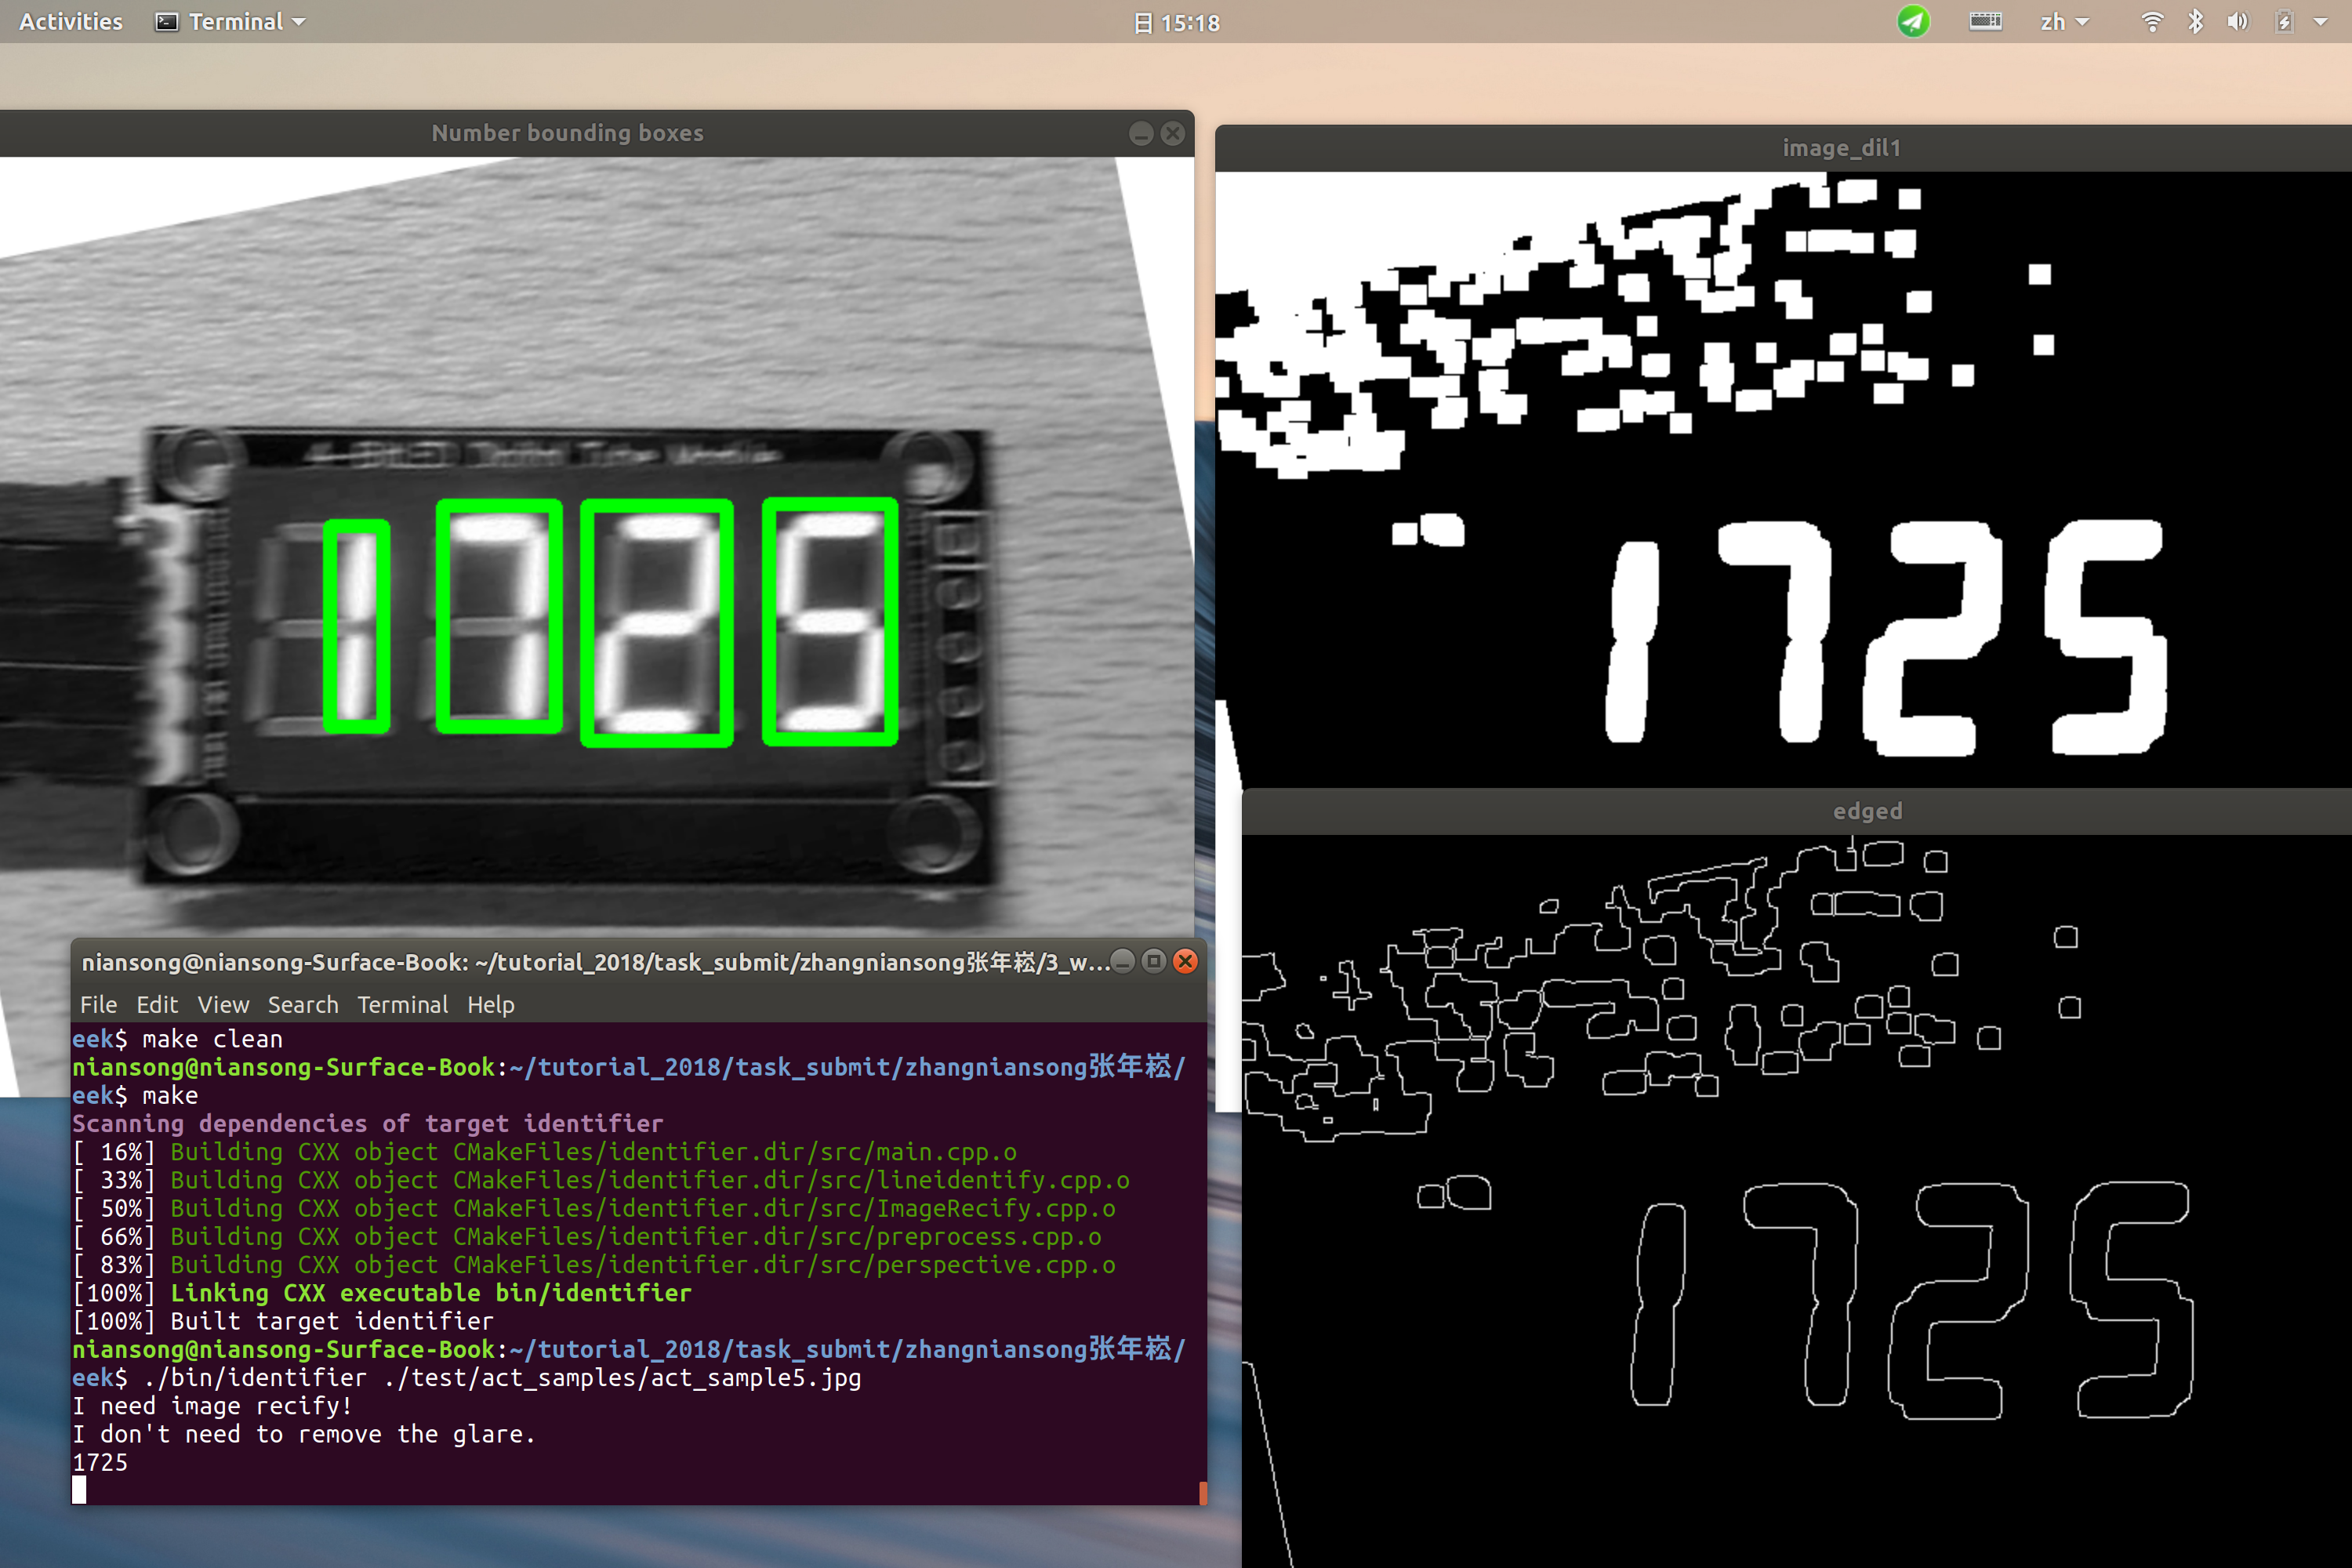 Activities
Terminal
日 15:18
zh
Number bounding boxes
1725
image_dil1
1725
edged
1725
niansong@niansong-Surface-Book: ~/tutorial_2018/task_submit/zhangniansong张年崧/3_w...
File Edit View Search Terminal Help
eek$ make clean
niansong@niansong-Surface-Book:~/tutorial_2018/task_submit/zhangniansong张年崧/
eek$ make
Scanning dependencies of target identifier
[ 16%] Building CXX object CMakeFiles/identifier.dir/src/main.cpp.o
[ 33%] Building CXX object CMakeFiles/identifier.dir/src/lineidentify.cpp.o
[ 50%] Building CXX object CMakeFiles/identifier.dir/src/ImageRecify.cpp.o
[ 66%] Building CXX object CMakeFiles/identifier.dir/src/preprocess.cpp.o
[ 83%] Building CXX object CMakeFiles/identifier.dir/src/perspective.cpp.o
[100%] Linking CXX executable bin/identifier
[100%] Built target identifier
niansong@niansong-Surface-Book:~/tutorial_2018/task_submit/zhangniansong张年崧/
eek$ ./bin/identifier ./test/act_samples/act_sample5.jpg
I need image recify!
I don't need to remove the glare.
1725